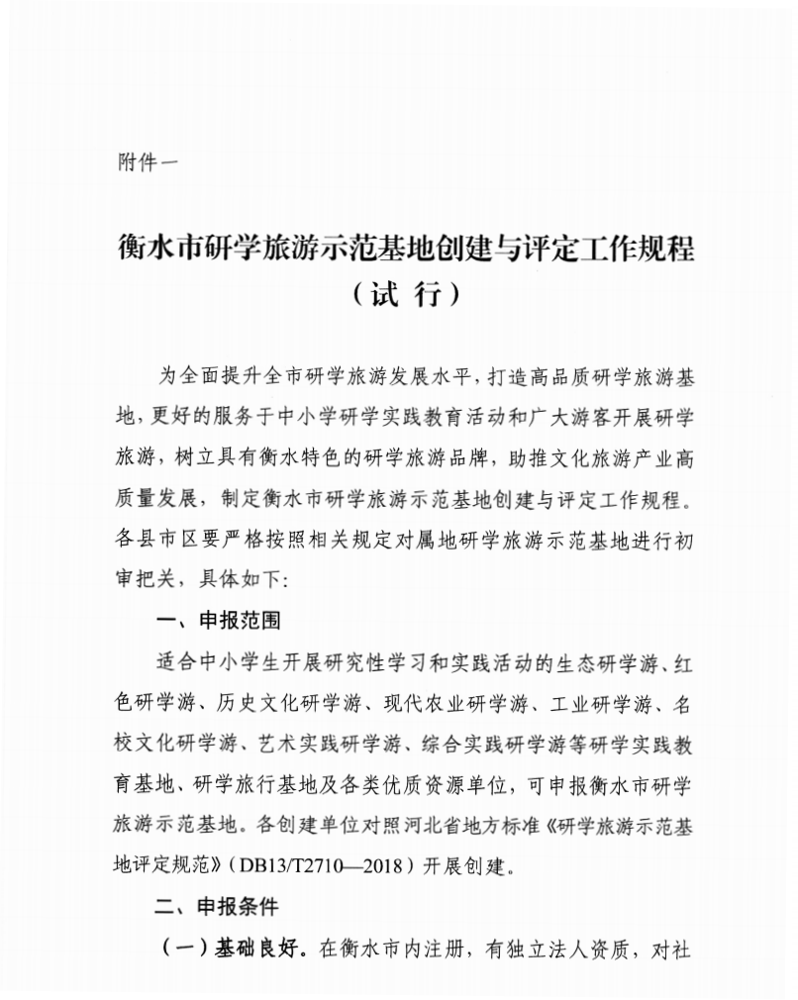 附件一
衡水市研学旅游示范基地创建与评定工作规程
（试 行）
为全面提升全市研学旅游发展水平，打造高品质研学旅游基
地，更好的服务于中小学研学实践教育活动和广大游客开展研学
旅游，树立具有衡水特色的研学旅游品牌，助推文化旅游产业高
质量发展，制定衡水市研学旅游示范基地创建与评定工作规程。
各县市区要严格按照相关规定对属地研学旅游示范基地进行初
审把关，具体如下：
一、申报范围
适合中小学生开展研究性学习和实践活动的生态研学游、红
色研学游、历史文化研学游、现代农业研学游、工业研学游、名
校文化研学游、艺术实践研学游、综合实践研学游等研学实践教
育基地、研学旅行基地及各类优质资源单位，可申报衡水市研学
旅游示范基地。各创建单位对照河北省地方标准《研学旅游示范基
地评定规范》（DB13/T2710—2018）开展创建。
二、申报条件
（一）基础良好。在衡水市内注册，有独立法人资质，对社